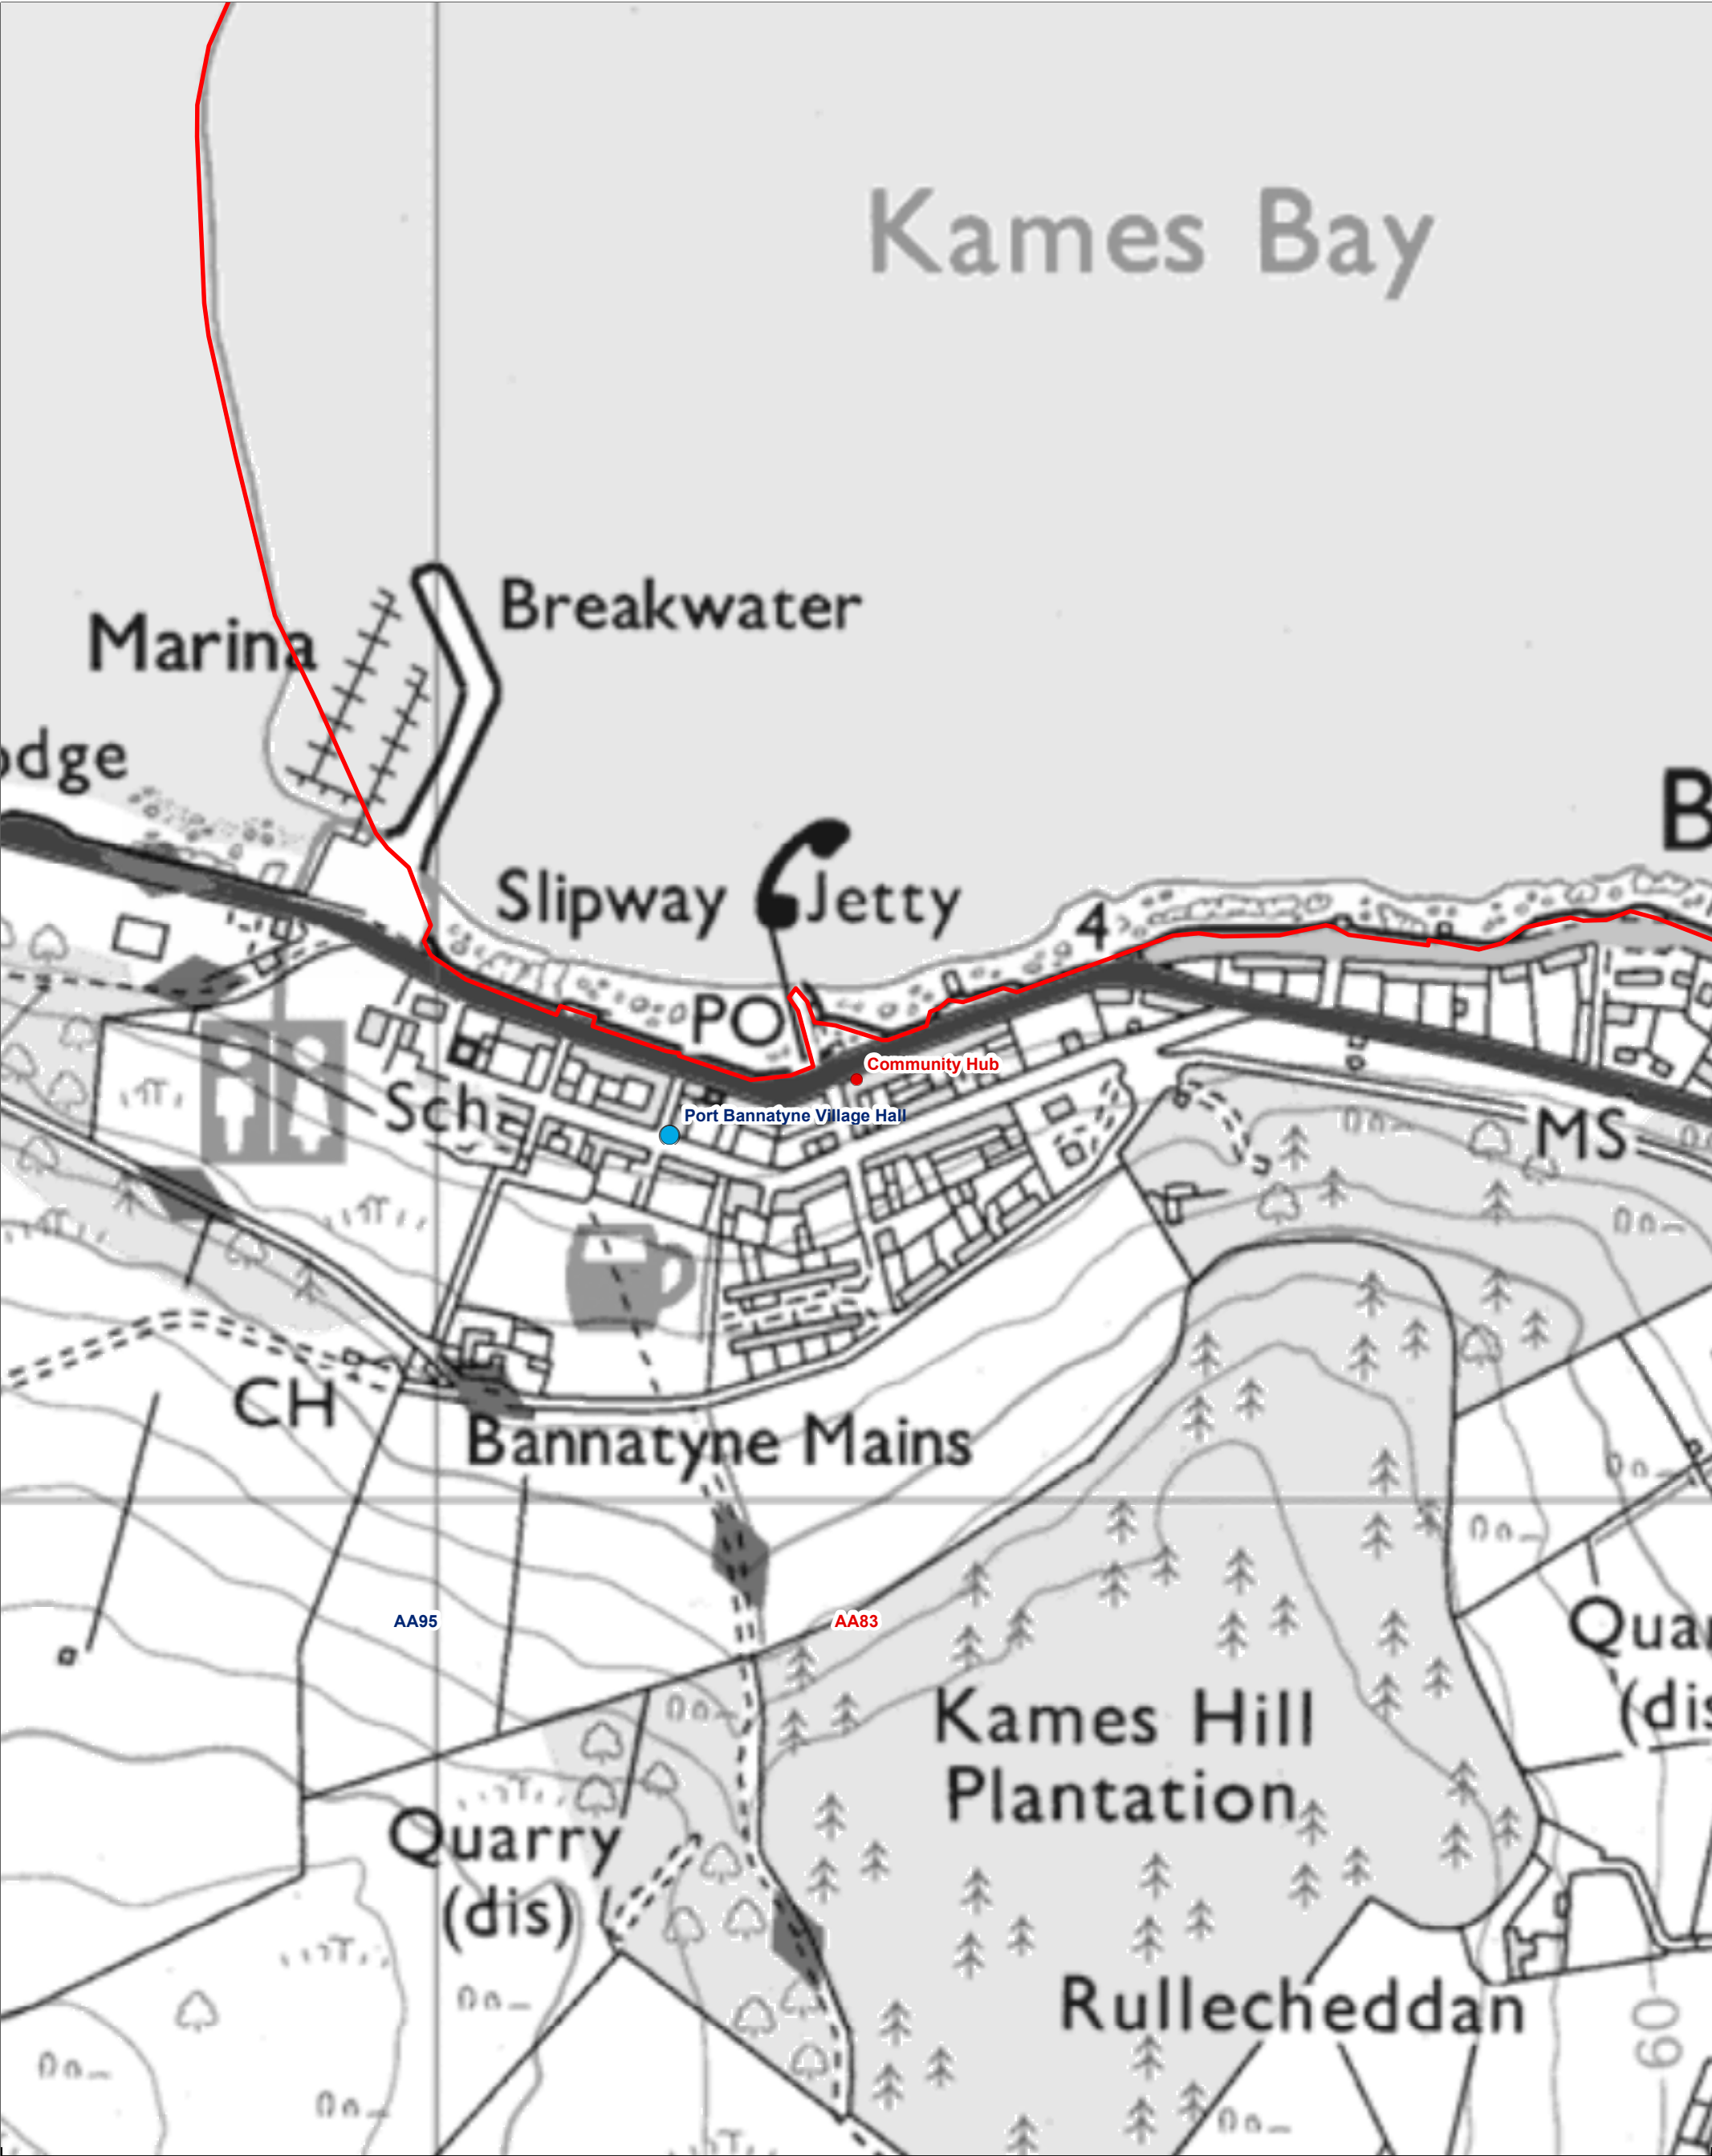 Kames Bay
Breakwater
Marina
odge
B
Slipway
Jetty
4
PO
Community Hub
Sch
Port Bannatyne Village Hall
MS
CH
Bannatyne Mains
AA95
AA83
Quar
(dis
Kames Hill
Plantation
Quarry
(dis)
Rullecheddan
60